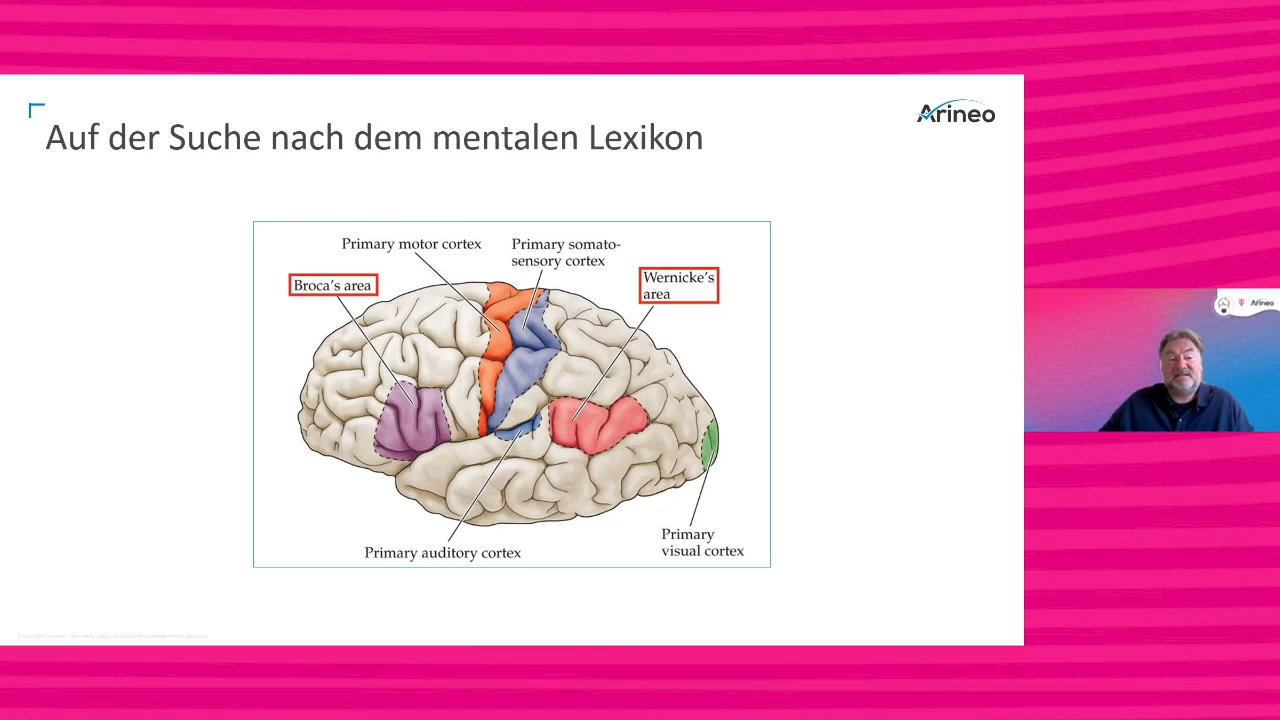 Arineo
Auf der Suche nach dem mentalen Lexikon
Primary motor cortex
Primary somato-
sensory cortex
Broca's area
Wernicke's
area
Primary auditory cortex
Primary
visual cortex
Arineo